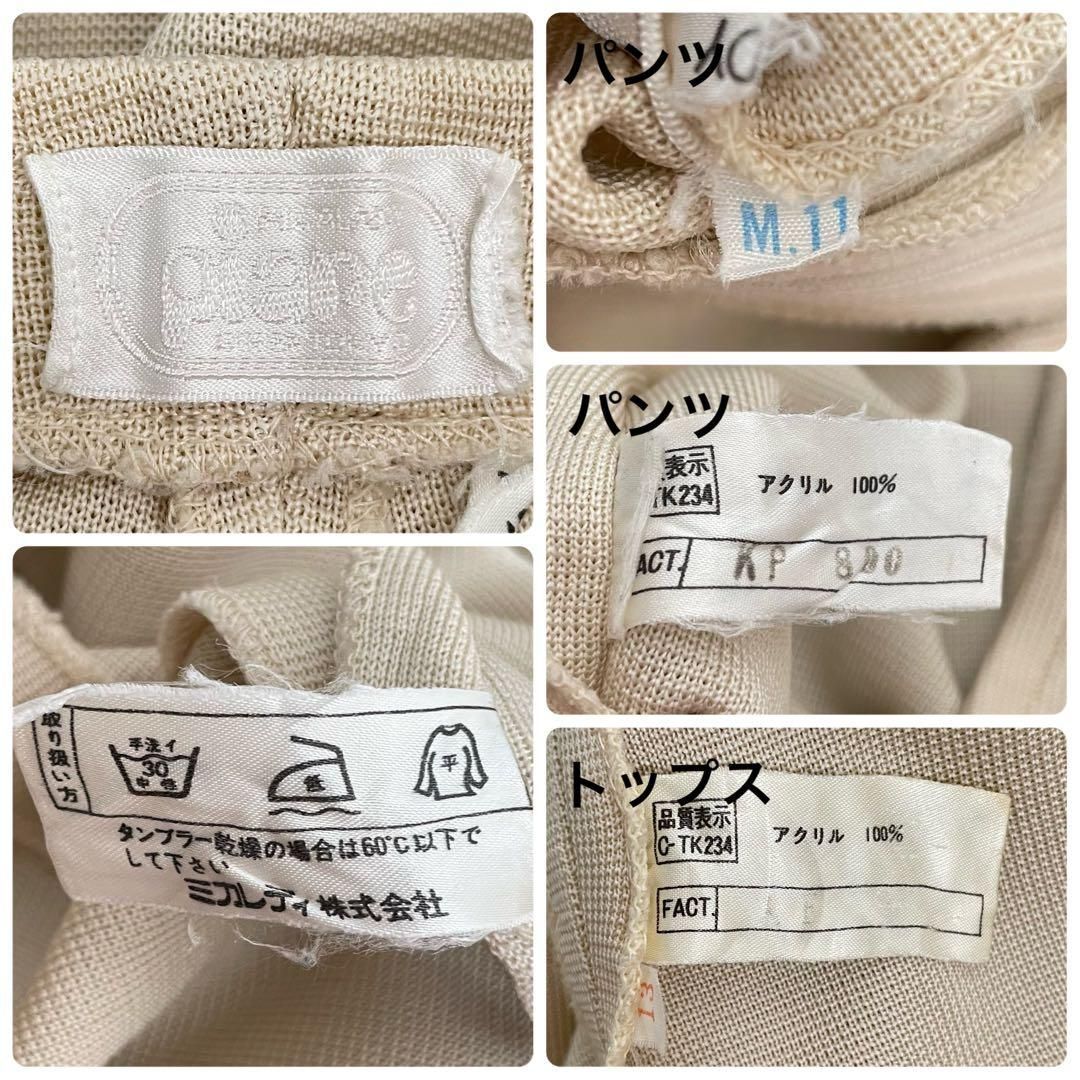 piane
パンツ
M.11
パンツ
表示
TK234
アクリル 100%
ACT.
KP
取り扱い方
手洗イ
30
中性
低
平
タンブラー乾燥の場合は60℃以下で
して下さい
ミカレディ株式会社
トップス
品質表示
C-TK234
アクリル 100%
FACT.
13